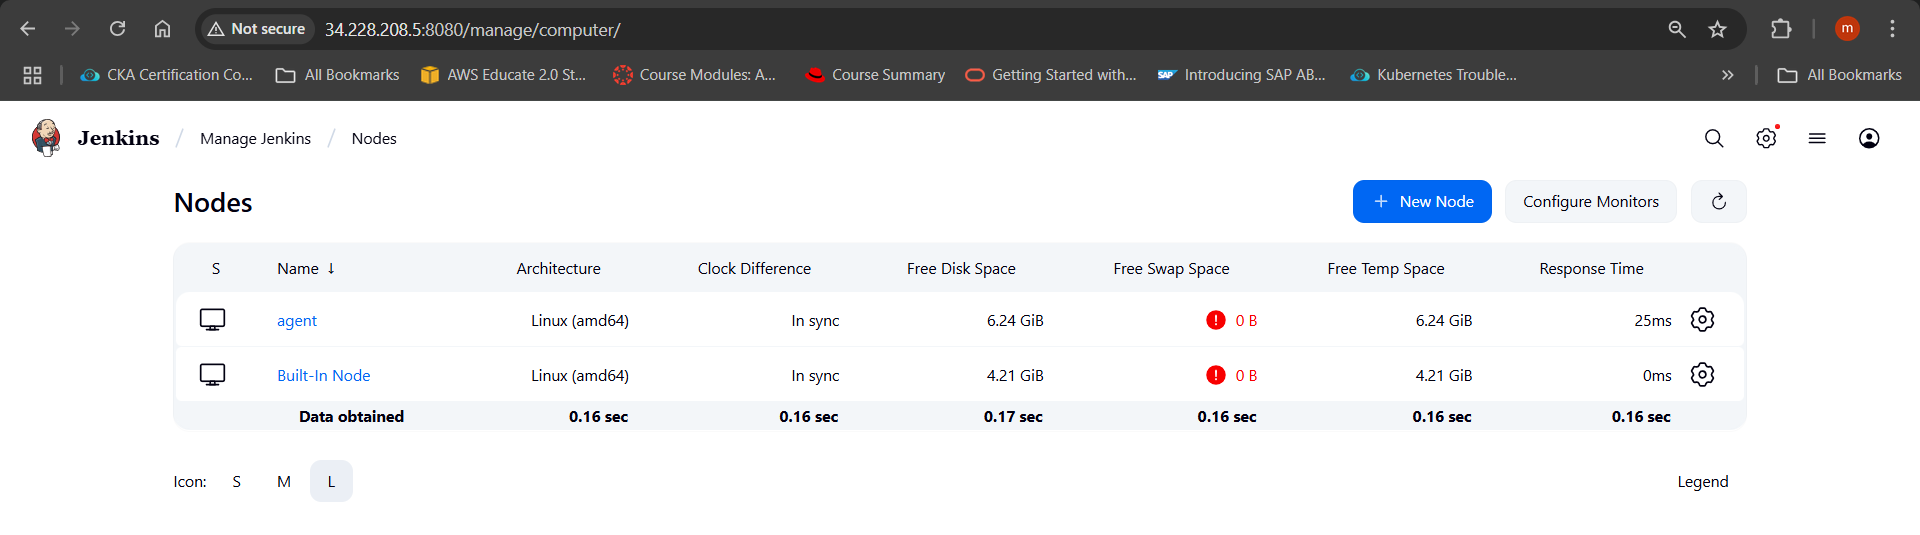 Not secure 34.228.208.5:8080/manage/computer/ m
CKA Certification Co... All Bookmarks AWS Educate 2.0 St... Course Modules: A... Course Summary Getting Started with... SAP Introducing SAP AB... Kubernetes Trouble... » All Bookmarks
Jenkins / Manage Jenkins / Nodes
Nodes
+ New Node Configure Monitors
S Name ↓ Architecture Clock Difference Free Disk Space Free Swap Space Free Temp Space Response Time
agent Linux (amd64) In sync 6.24 GiB 0 B 6.24 GiB 25ms
Built-In Node Linux (amd64) In sync 4.21 GiB 0 B 4.21 GiB 0ms
Data obtained 0.16 sec 0.16 sec 0.17 sec 0.16 sec 0.16 sec 0.16 sec
Icon: S M L Legend